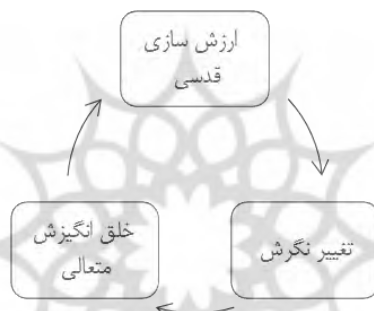 ارزش سازی
قدسی
تغییر نگرش
خلق انگیزش
متعالی